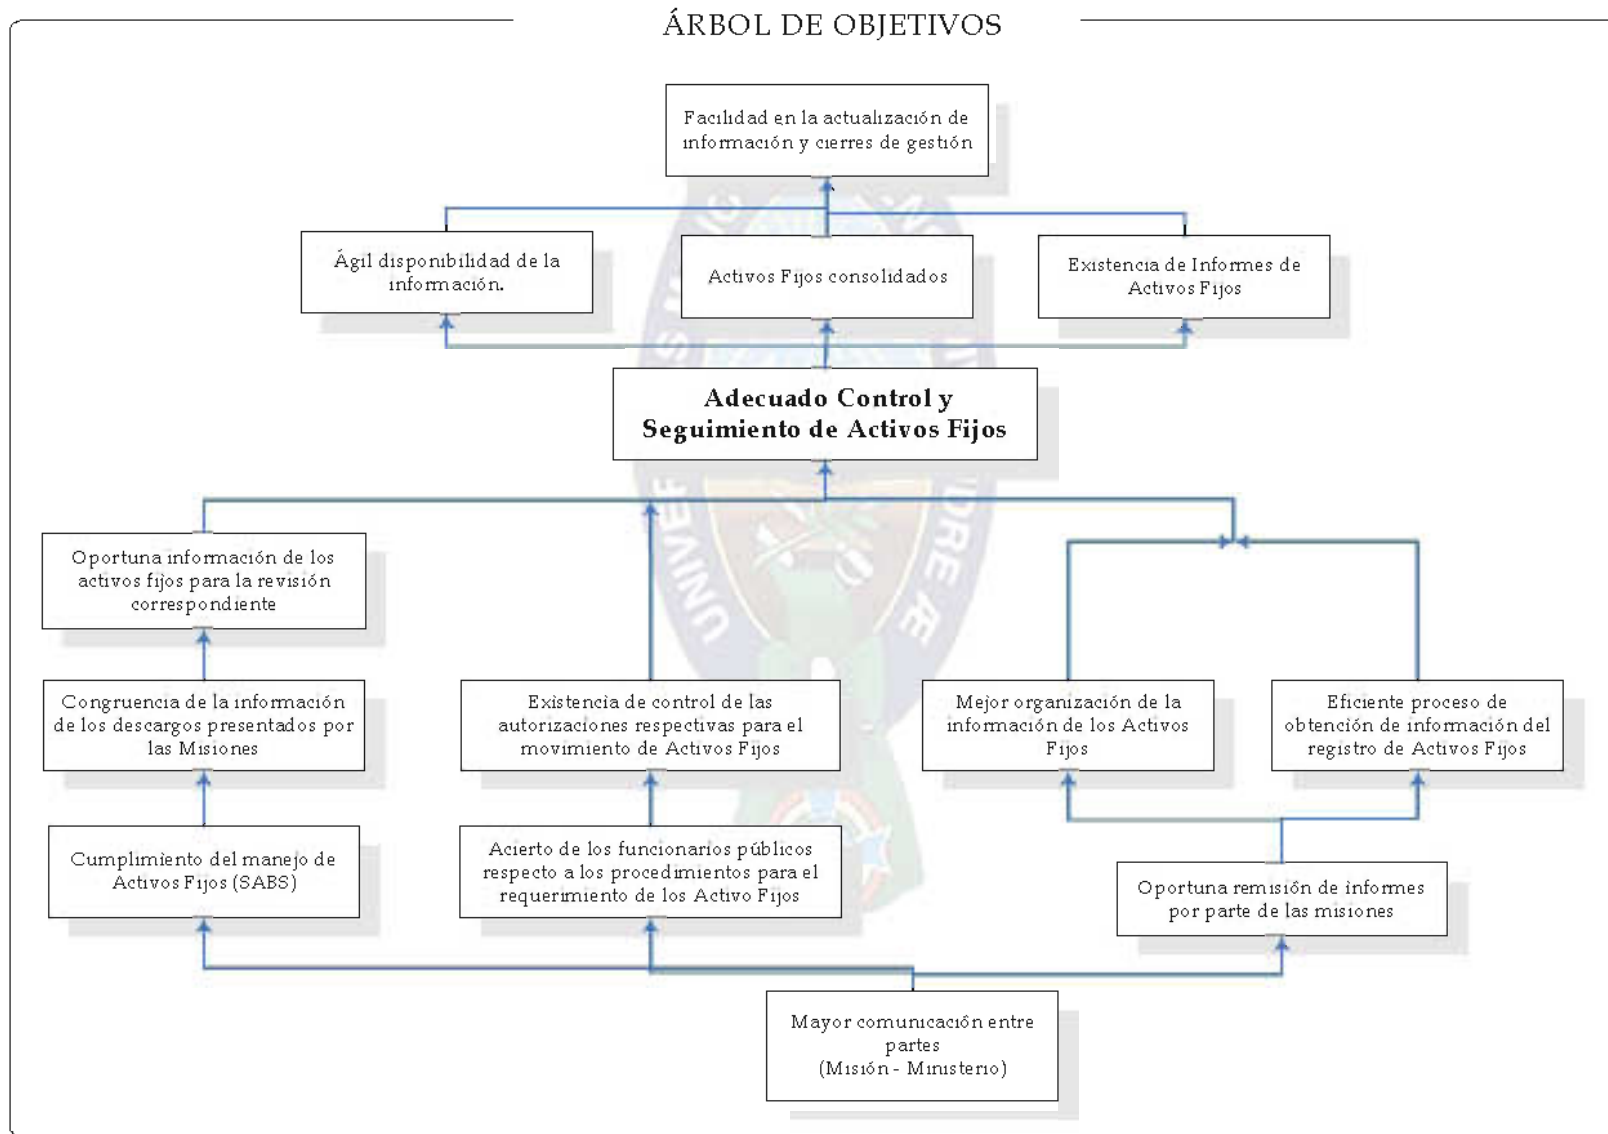 ÁRBOL DE OBJETIVOS
Facilidad en la actualización de
información y cierres de gestión
Ágil disponibilidad de la
información.
Activos Fijos consolidados
Existencia de Informes de
Activos Fijos
Adecuado Control y
Seguimiento de Activos Fijos
Oportuna información de los
activos fijos para la revisión
correspondiente
Congruencia de la información
de los descargos presentados por
las Misiones
Existencia de control de las
autorizaciones respectivas para el
movimiento de Activos Fijos
Mejor organización de la
información de los Activos
Fijos
Eficiente proceso de
obtención de información del
registro de Activos Fijos
Cumplimiento del manejo de
Activos Fijos (SABS)
Acierto de los funcionarios públicos
respecto a los procedimientos para el
requerimiento de los Activo Fijos
Oportuna remisión de informes
por parte de las misiones
Mayor comunicación entre
partes
(Misión - Ministerio)